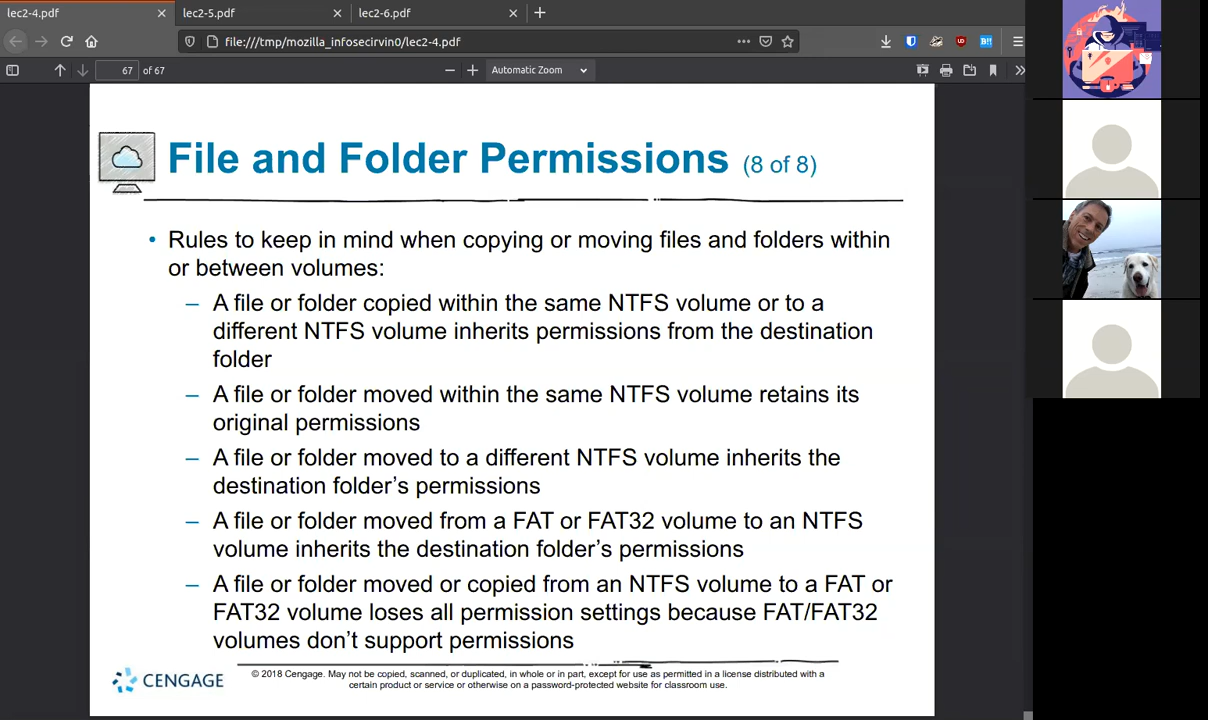 lec2-4.pdf
lec2-5.pdf
lec2-6.pdf
file:///tmp/mozilla_infosecirvin0/lec2-4.pdf
67 of 67
Automatic Zoom
File and Folder Permissions (8 of 8)
• Rules to keep in mind when copying or moving files and folders within
or between volumes:
– A file or folder copied within the same NTFS volume or to a
different NTFS volume inherits permissions from the destination
folder
– A file or folder moved within the same NTFS volume retains its
original permissions
– A file or folder moved to a different NTFS volume inherits the
destination folder’s permissions
– A file or folder moved from a FAT or FAT32 volume to an NTFS
volume inherits the destination folder’s permissions
– A file or folder moved or copied from an NTFS volume to a FAT or
FAT32 volume loses all permission settings because FAT/FAT32
volumes don’t support permissions
CENGAGE
© 2018 Cengage. May not be copied, scanned, or duplicated, in whole or in part, except for use as permitted in a license distributed with a
certain product or service or otherwise on a password-protected website for classroom use.